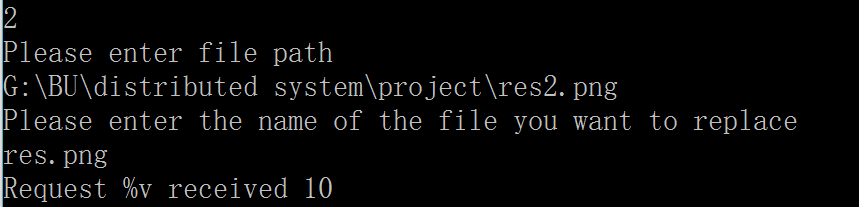 2
Please enter file path
G:\BU\distributed system\project\res2.png
Please enter the name of the file you want to replace
res.png
Request %v received 10